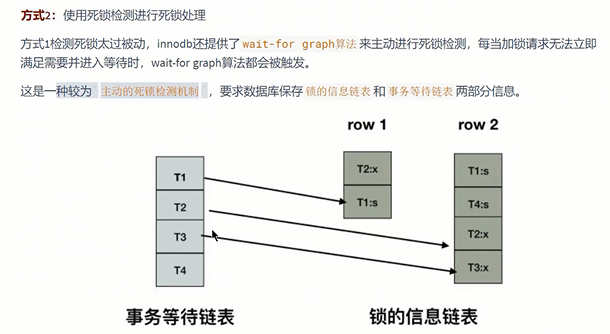 方式2：使用死锁检测进行死锁处理
方式1检测死锁太过被动，innodb还提供了 wait-for graph算法 来主动进行死锁检测，每当加锁请求无法立即
满足需要并进入等待时，wait-for graph算法都会被触发。
这是一种较为 主动的死锁检测机制 ，要求数据库保存 锁的信息链表 和 事务等待链表 两部分信息。
row 1
row 2
T1
T2
T3
T4
T2:x
T1:s
T1:s
T4:s
T2:x
T3:x
事务等待链表
锁的信息链表